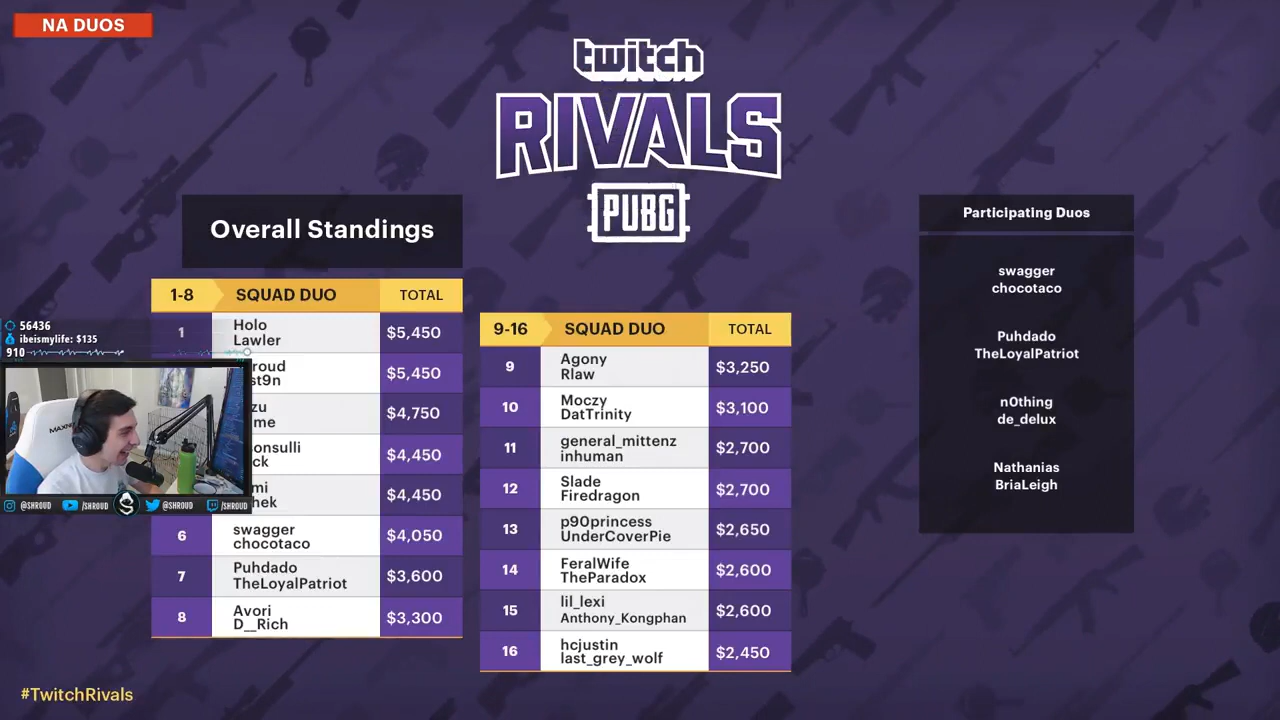 NA DUOS
twitch
RIVALS
PUBG
Overall Standings
1-8 SQUAD DUO TOTAL
1 Holo $5,450
Lawler
$5,450
$4,750
$4,450
$4,450
6 swagger $4,050
chocotaco
7 Puhdado $3,600
TheLoyalPatriot
8 Avori $3,300
D__Rich
56436
ibeismylife: $135
910
@SHROUD /SHROUD @SHROUD /SHROUD
9-16 SQUAD DUO TOTAL
9 Agony $3,250
Rlaw
10 Moczy $3,100
DatTrinity
11 general_mittenz $2,700
inhuman
12 Slade $2,700
Firedragon
13 p90princess $2,650
UnderCoverPie
14 FeralWife $2,600
TheParadox
15 lil_lexi $2,600
Anthony_Kongphan
16 hcjustin $2,450
last_grey_wolf
Participating Duos
swagger
chocotaco
Puhdado
TheLoyalPatriot
n0thing
de_delux
Nathanias
BriaLeigh
#TwitchRivals